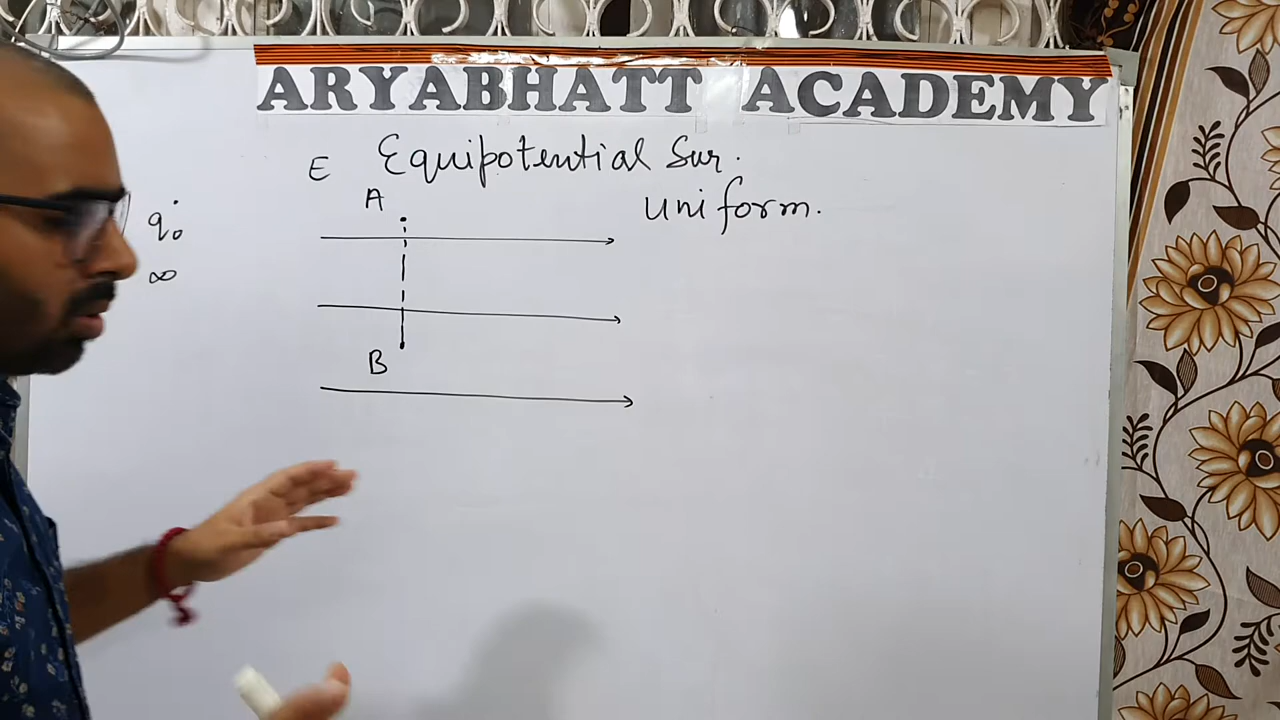 ARYABHATT ACADEMY
E Equipotential Sur.
uniform.
A
q₀
∞
B